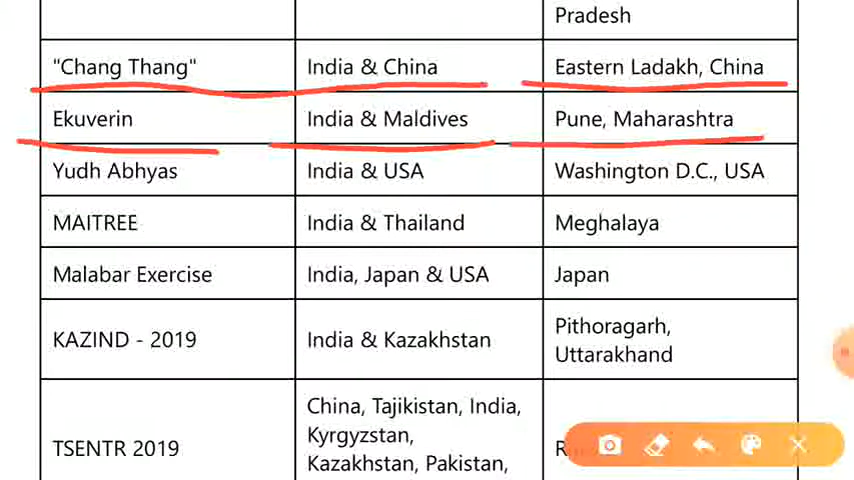 Pradesh
"Chang Thang" India & China Eastern Ladakh, China
Ekuverin India & Maldives Pune, Maharashtra
Yudh Abhyas India & USA Washington D.C., USA
MAITREE India & Thailand Meghalaya
Malabar Exercise India, Japan & USA Japan
KAZIND - 2019 India & Kazakhstan Pithoragarh,
Uttarakhand
TSENTR 2019 China, Tajikistan, India,
Kyrgyzstan,
Kazakhstan, Pakistan,